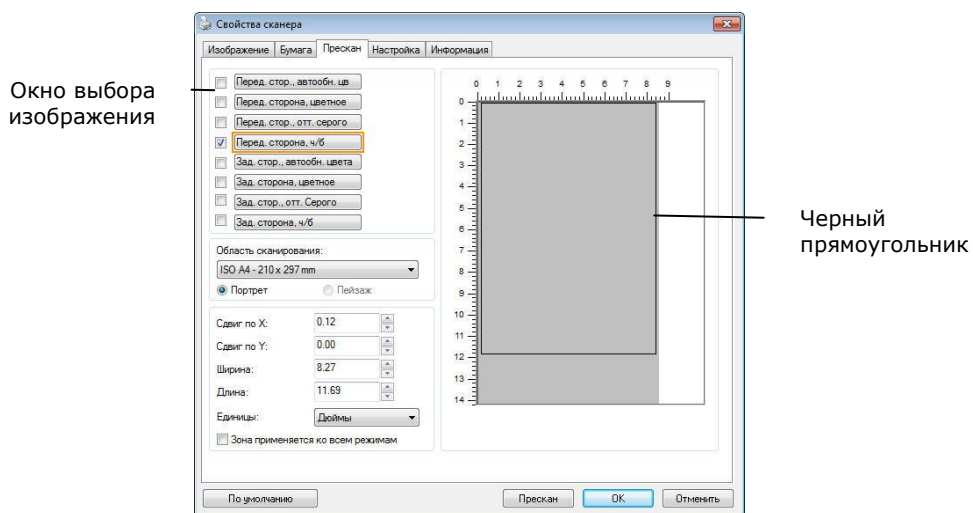 Свойства сканера
Изображение Бумага Прескан Настройка Информация
Окно выбора
изображения
Перед. стор., автообн. цв
Перед. сторона, цветное
Перед. стор., отт. серого
Перед. сторона, ч/б
Зад. стор., автообн. цвета
Зад. сторона, цветное
Зад. стор., отт. Серого
Зад. сторона, ч/б
Область сканирования:
ISO A4 - 210 x 297 mm
Портрет Пейзаж
Сдвиг по X: 0.12
Сдвиг по Y: 0.00
Ширина: 8.27
Длина: 11.69
Единицы: Дюймы
Зона применяется ко всем режимам
0 1 2 3 4 5 6 7 8 9
0
1
2
3
4
5
6
7
8
9
10
11
12
13
14
Черный
прямоугольник
По умолчанию Прескан OK Отменить